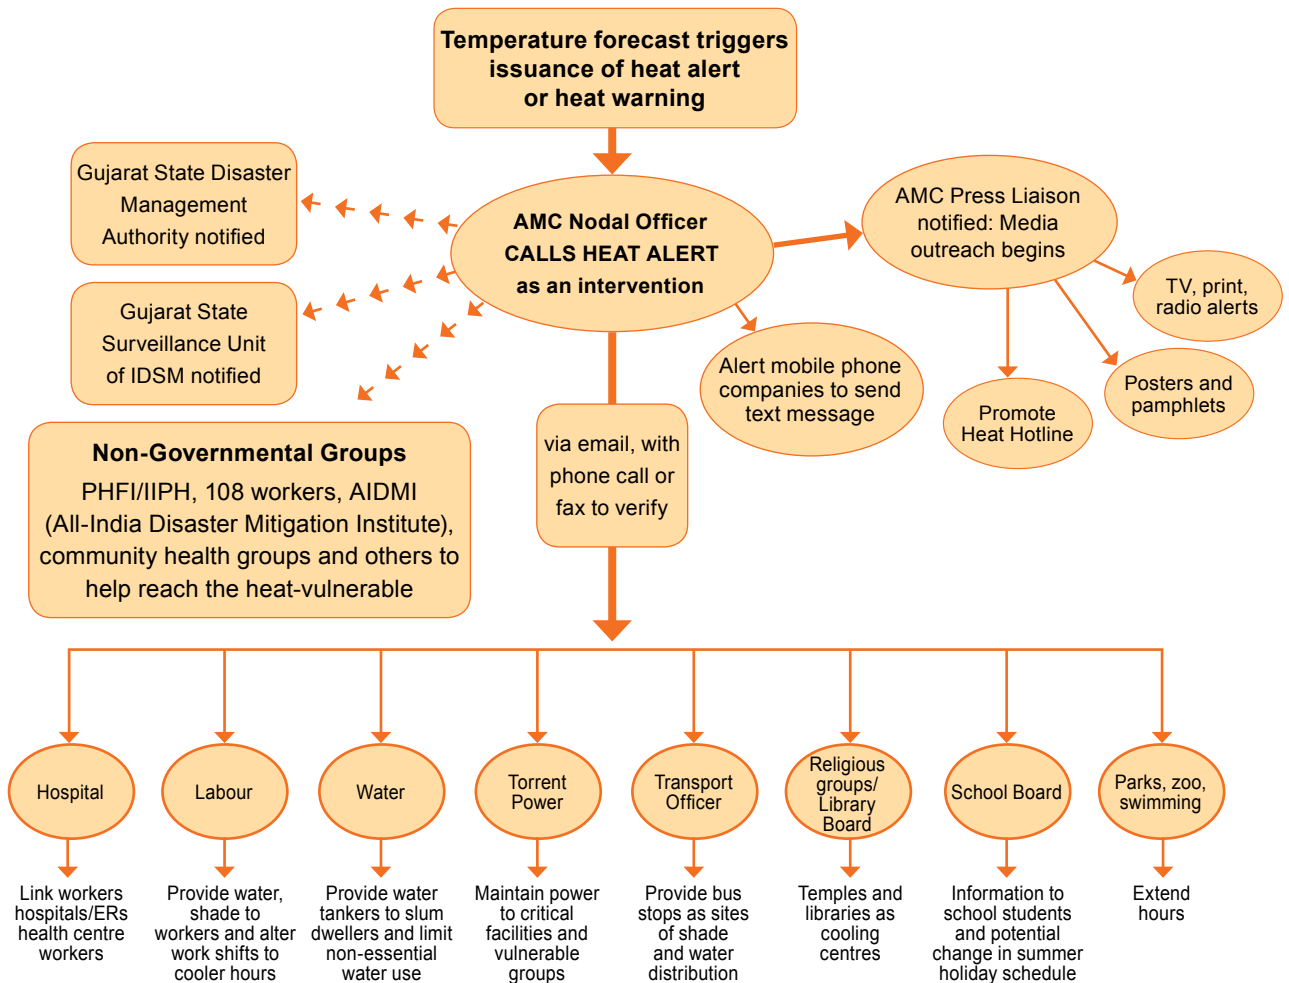 Temperature forecast triggers
issuance of heat alert
or heat warning
Gujarat State Disaster
Management
Authority notified
AMC Nodal Officer
CALLS HEAT ALERT
as an intervention
AMC Press Liaison
notified: Media
outreach begins
TV, print,
radio alerts
Gujarat State
Surveillance Unit
of IDSM notified
Alert mobile phone
companies to send
text message
Posters and
pamphlets
Promote
Heat Hotline
via email, with
phone call or
fax to verify
Non-Governmental Groups
PHFI/IIPH, 108 workers, AIDMI
(All-India Disaster Mitigation Institute),
community health groups and others to
help reach the heat-vulnerable
Hospital
Labour
Water
Torrent
Power
Transport
Officer
Religious
groups/
Library
Board
School Board
Parks, zoo,
swimming
Link workers
hospitals/ERs
health centre
workers
Provide water,
shade to
workers and alter
work shifts to
cooler hours
Provide water
tankers to slum
dwellers and limit
non-essential
water use
Maintain power
to critical
facilities and
vulnerable
groups
Provide bus
stops as sites
of shade
and water
distribution
Temples and
libraries as
cooling
centres
Information to
school students
and potential
change in summer
holiday schedule
Extend
hours